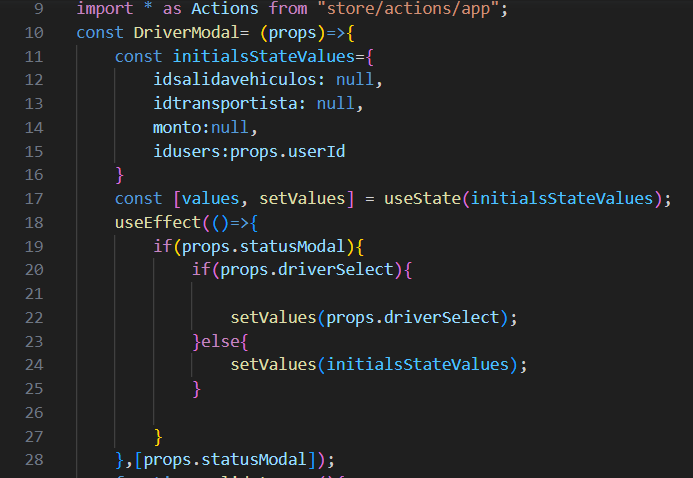 9 import * as Actions from "store/actions/app";
10 const DriverModal= (props)=>{
11 const initialsStateValues={
12 idsalidavehiculos: null,
13 idtransportista: null,
14 monto:null,
15 idusers:props.userId
16 }
17 const [values, setValues] = useState(initialsStateValues);
18 useEffect(()=>{
19 if(props.statusModal){
20 if(props.driverSelect){
21
22 setValues(props.driverSelect);
23 }else{
24 setValues(initialsStateValues);
25 }
26
27 }
28 },[props.statusModal]);